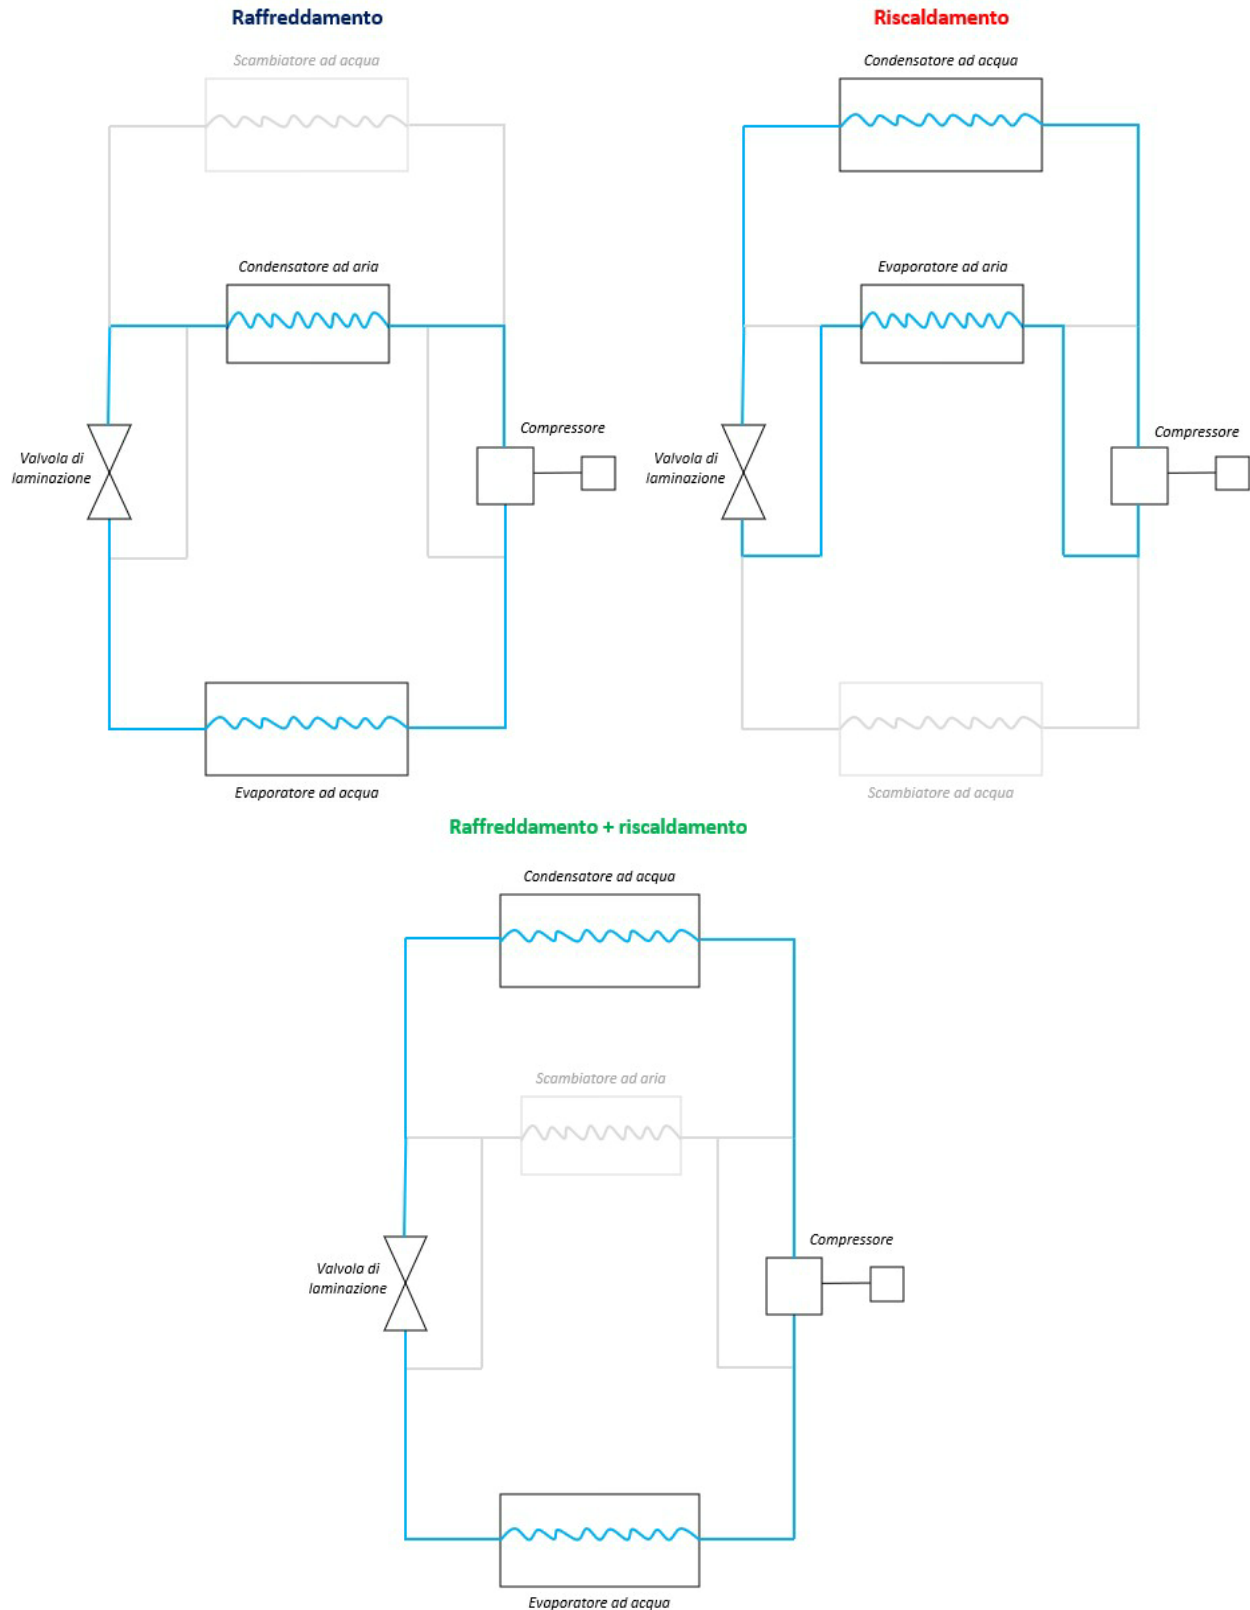 Raffreddamento
Scambiatore ad acqua
Condensatore ad aria
Compressore
Valvola di
laminazione
Evaporatore ad acqua
Riscaldamento
Condensatore ad acqua
Evaporatore ad aria
Compressore
Valvola di
laminazione
Scambiatore ad acqua
Raffreddamento + riscaldamento
Condensatore ad acqua
Scambiatore ad aria
Compressore
Valvola di
laminazione
Evaporatore ad acqua